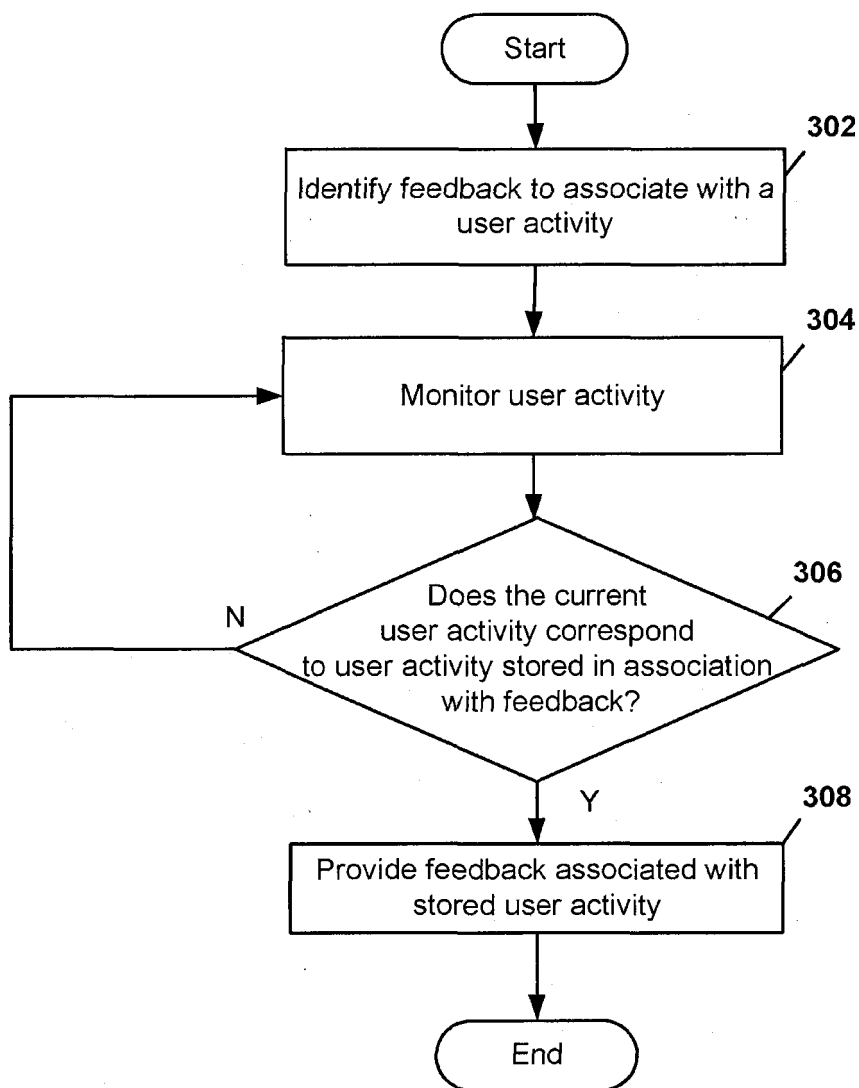 Start
302
Identify feedback to associate with a
user activity
304
Monitor user activity
306
Does the current
user activity correspond
to user activity stored in association
with feedback?
N
Y
308
Provide feedback associated with
stored user activity
End